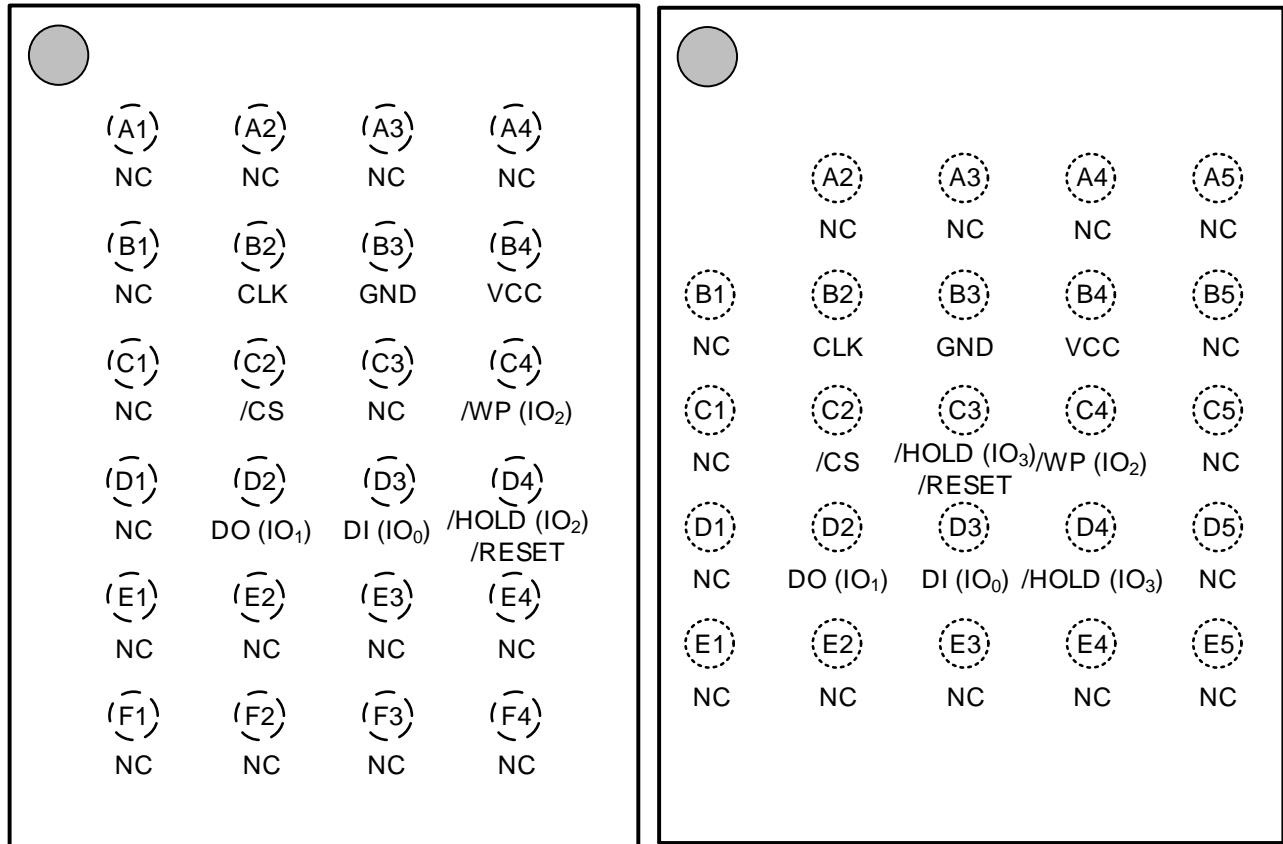 A1 A2 A3 A4
NC NC NC NC
B1 B2 B3 B4
NC CLK GND VCC
C1 C2 C3 C4
NC /CS NC /WP (IO₂)
D1 D2 D3 D4
NC DO (IO₁) DI (IO₀) /HOLD (IO₂)
/RESET
E1 E2 E3 E4
NC NC NC NC
F1 F2 F3 F4
NC NC NC NC
A2 A3 A4 A5
NC NC NC NC
B1 B2 B3 B4 B5
NC CLK GND VCC NC
C1 C2 C3 C4 C5
NC /CS /HOLD (IO₃) /WP (IO₂) NC
/RESET
D1 D2 D3 D4 D5
NC DO (IO₁) DI (IO₀) /HOLD (IO₃) NC
E1 E2 E3 E4 E5
NC NC NC NC NC